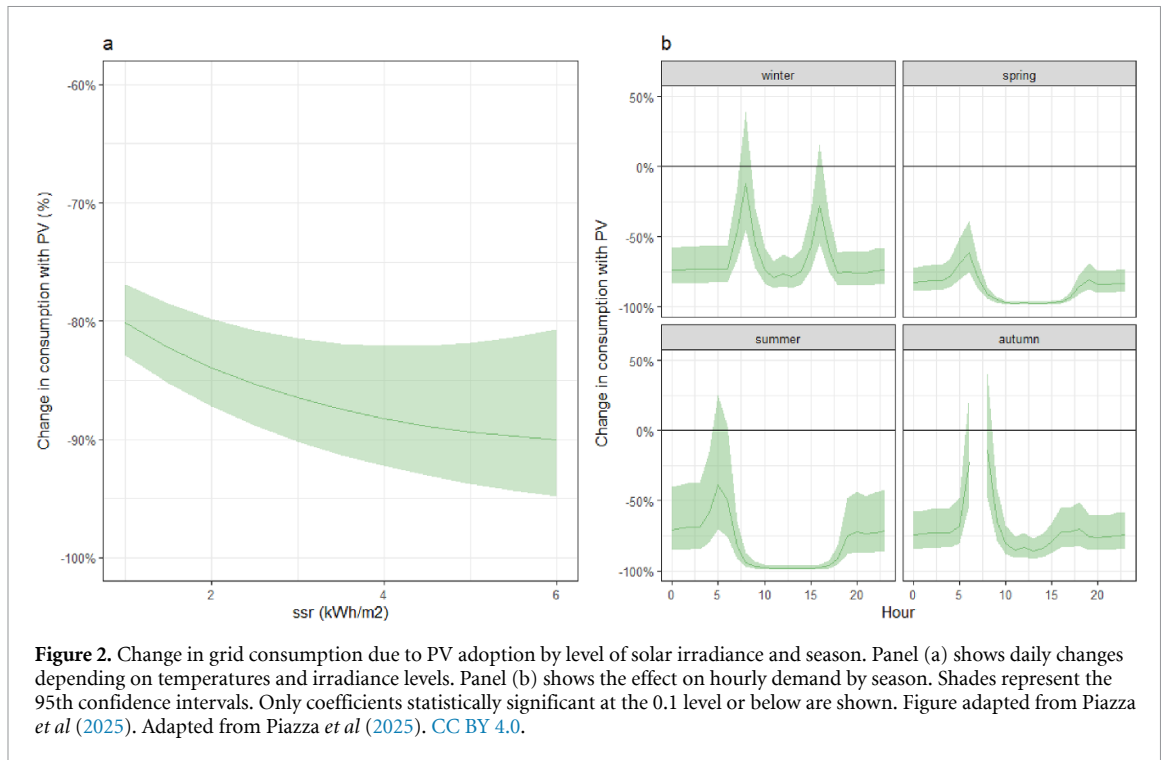 a
-60%
-70%
-80%
-90%
-100%
Change in consumption with PV (%)
2
4
6
ssr (kWh/m2)
b
winter
spring
50%
0%
-50%
-100%
summer
autumn
50%
0%
-50%
-100%
Change in consumption with PV
0
5
10
15
20
0
5
10
15
20
Hour
Figure 2. Change in grid consumption due to PV adoption by level of solar irradiance and season. Panel (a) shows daily changes
depending on temperatures and irradiance levels. Panel (b) shows the effect on hourly demand by season. Shades represent the
95th confidence intervals. Only coefficients statistically significant at the 0.1 level or below are shown. Figure adapted from Piazza
et al (2025). Adapted from Piazza et al (2025). CC BY 4.0.